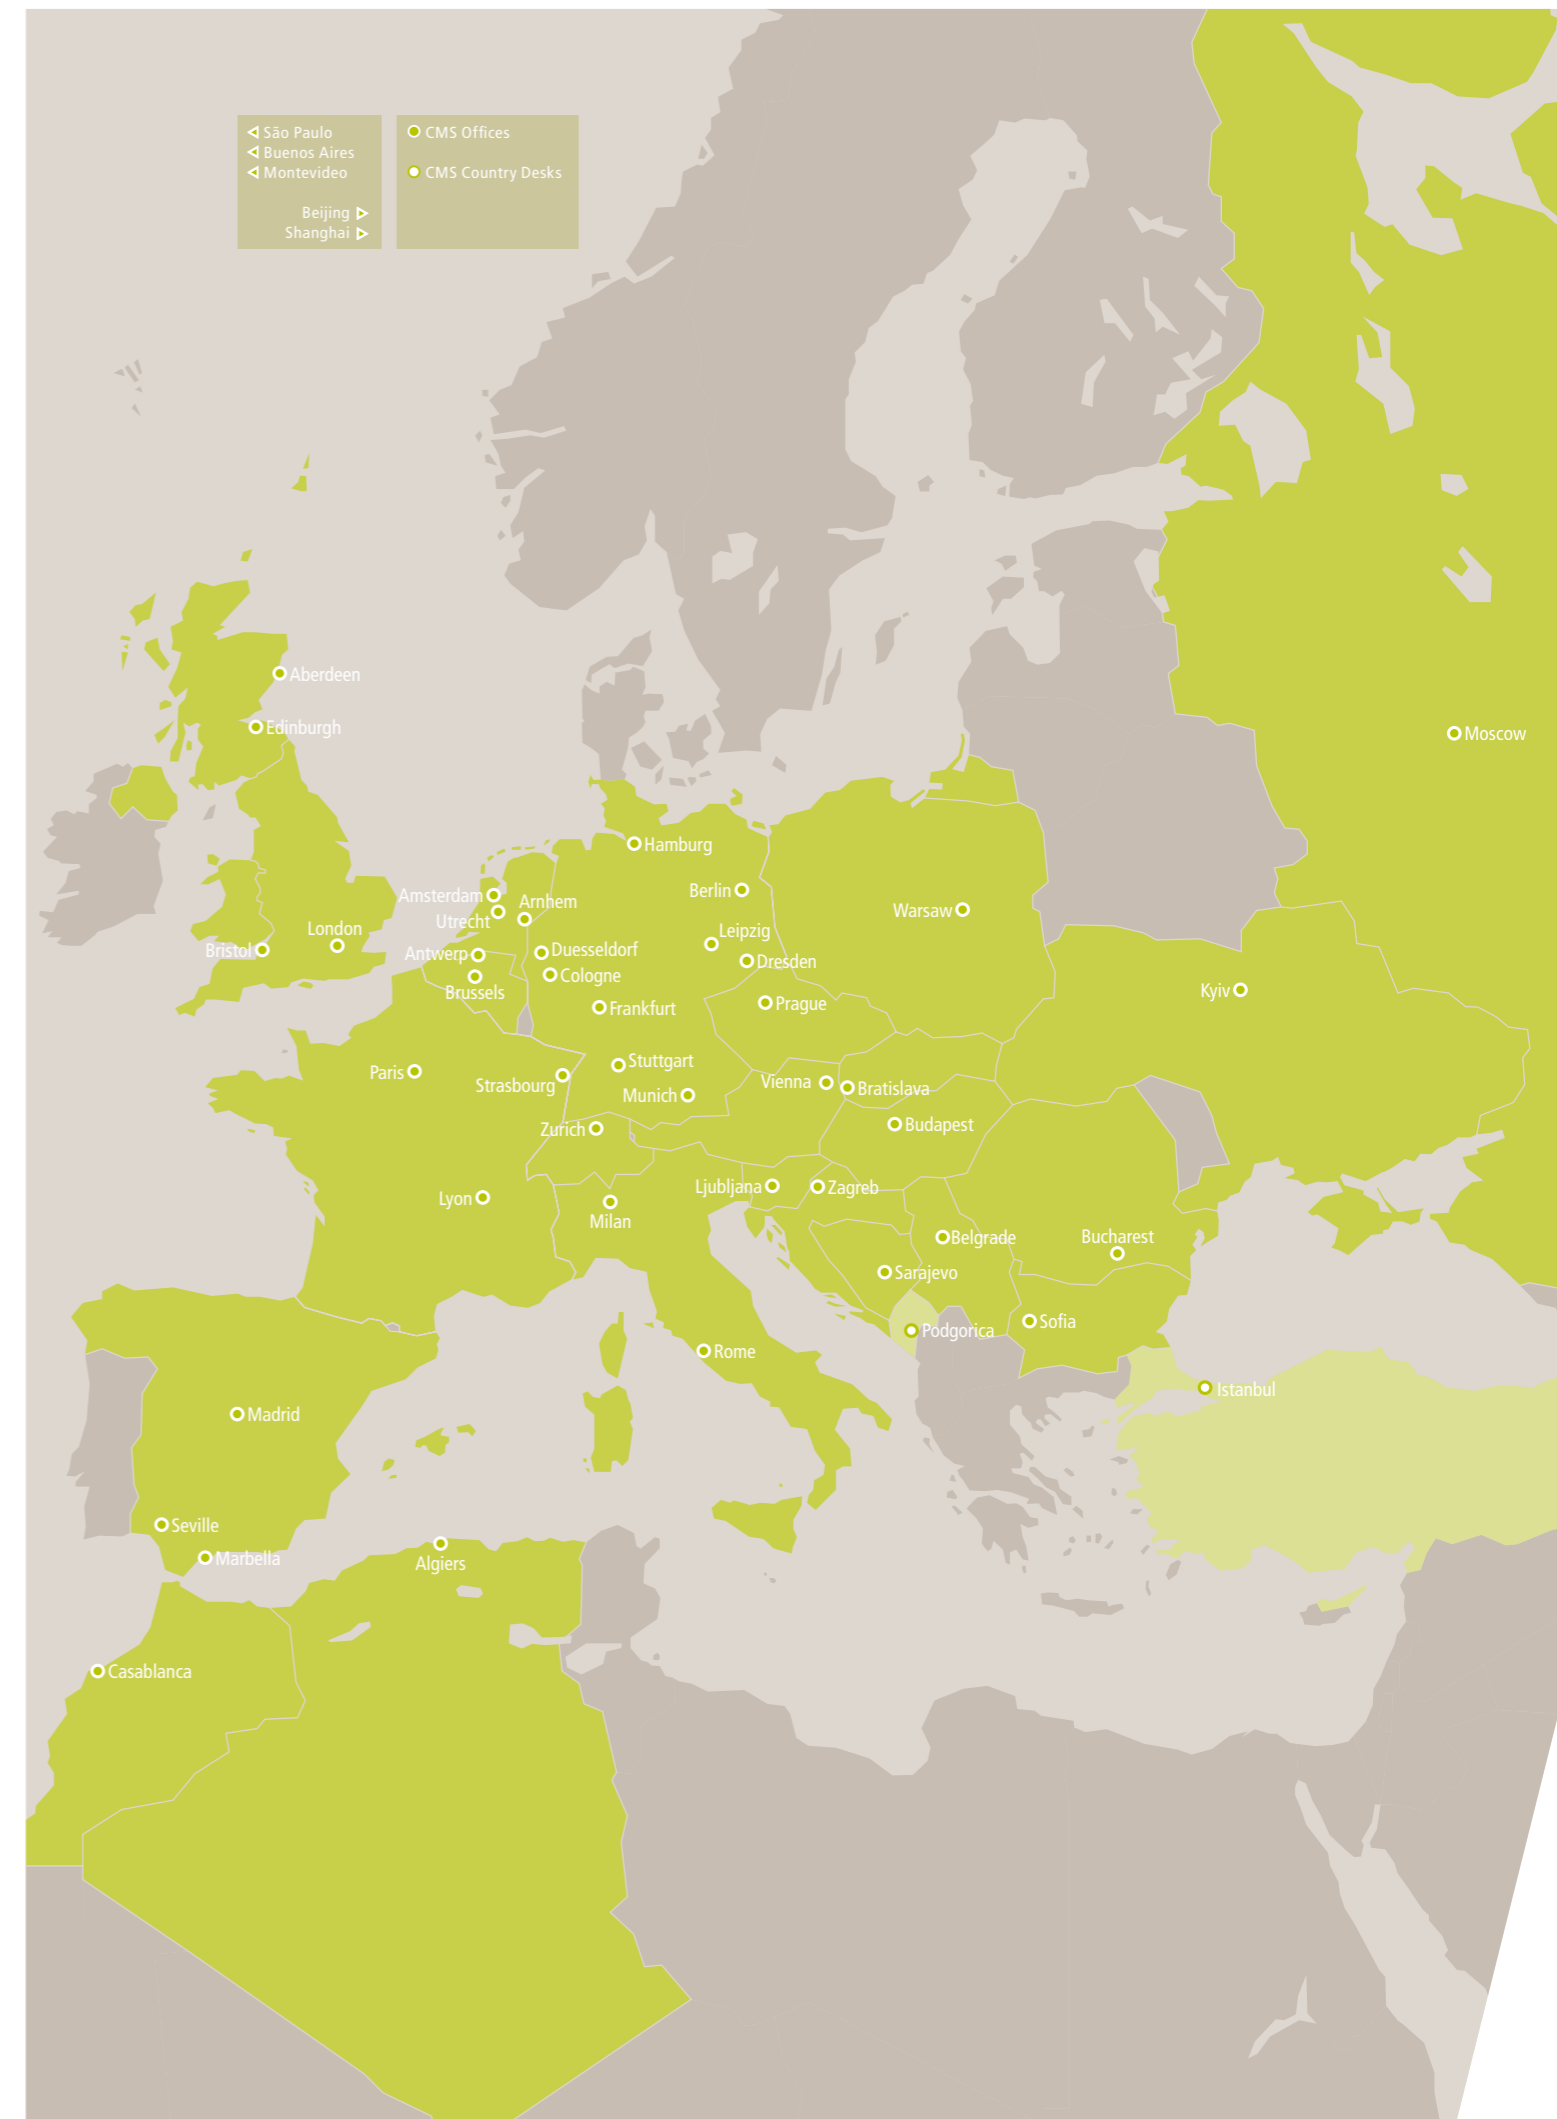 São Paulo
Buenos Aires
Montevideo
Beijing
Shanghai
CMS Offices
CMS Country Desks
Aberdeen
Edinburgh
Moscow
Hamburg
Berlin
Amsterdam
Arnhem
Utrecht
Warsaw
London
Bristol
Leipzig
Antwerp
Duesseldorf
Dresden
Cologne
Brussels
Kyiv
Frankfurt
Prague
Paris
Stuttgart
Strasbourg
Vienna
Bratislava
Munich
Zurich
Budapest
Lyon
Ljubljana
Zagreb
Milan
Belgrade
Bucharest
Sarajevo
Sofia
Podgorica
Rome
Istanbul
Madrid
Seville
Marbella
Algiers
Casablanca